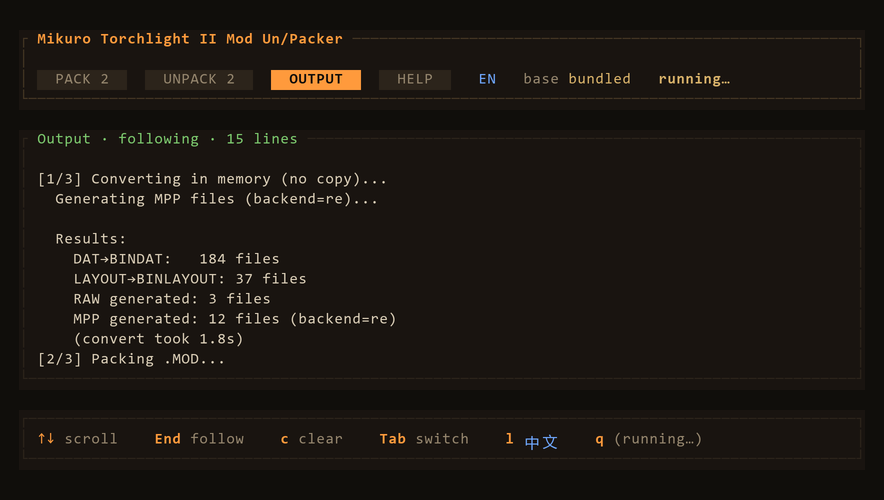 Mikuro Torchlight II Mod Un/Packer
PACK 2 UNPACK 2 OUTPUT HELP EN base bundled running…
Output · following · 15 lines
[1/3] Converting in memory (no copy)...
Generating MPP files (backend=re)...
Results:
DAT→BINDAT: 184 files
LAYOUT→BINLAYOUT: 37 files
RAW generated: 3 files
MPP generated: 12 files (backend=re)
(convert took 1.8s)
[2/3] Packing .MOD...
↑↓ scroll End follow c clear Tab switch l 中文 q (running…)